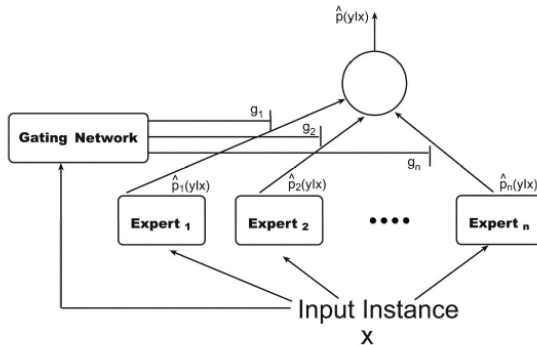 p̂(y|x)
g₁
Gating Network
g₂
gₙ
p̂₁(y|x)
p̂₂(y|x)
p̂ₙ(y|x)
Expert ₁
Expert ₂
Expert ₙ
Input Instance
x